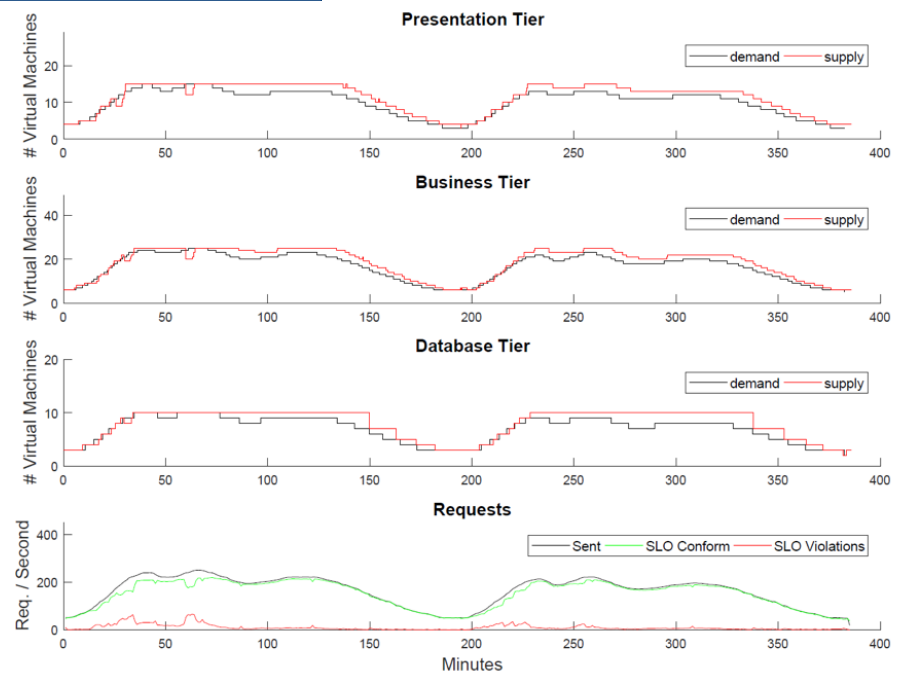 Presentation Tier
# Virtual Machines
demand supply
20
10
0
0 50 100 150 200 250 300 350 400
Business Tier
# Virtual Machines
demand supply
40
20
0
0 50 100 150 200 250 300 350 400
Database Tier
# Virtual Machines
demand supply
20
10
0
0 50 100 150 200 250 300 350 400
Requests
Req. / Second
Sent SLO Conform SLO Violations
400
200
0
0 50 100 150 200 250 300 350 400
Minutes